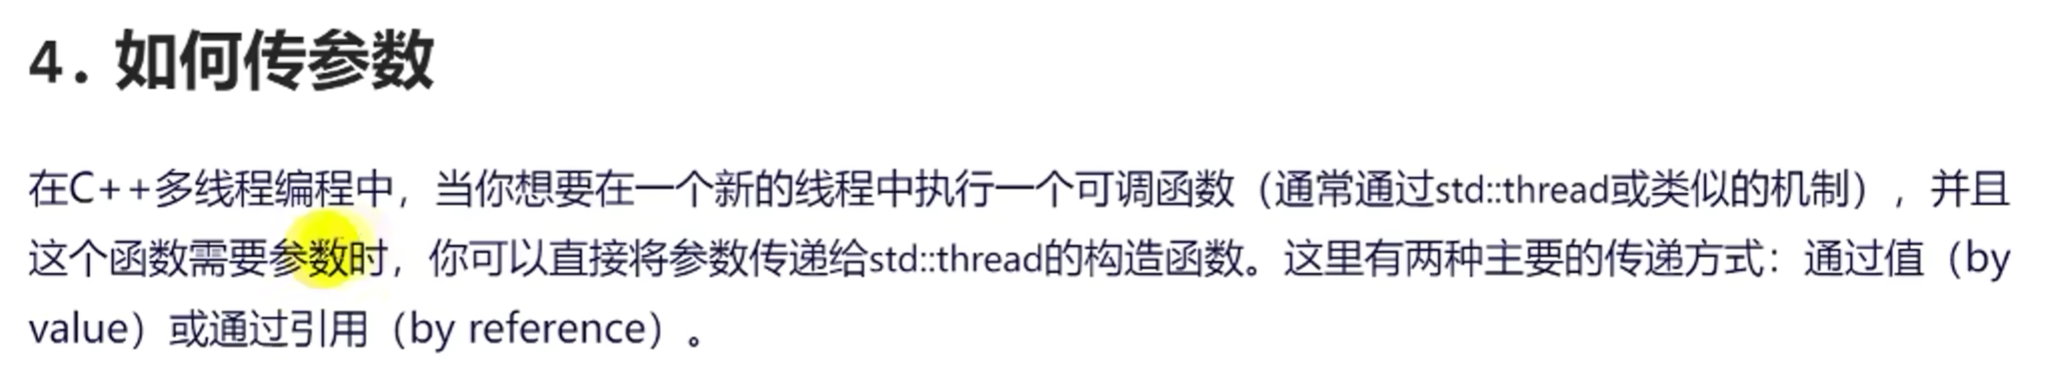 4. 如何传参数
在C++多线程编程中，当你想要在一个新的线程中执行一个可调函数（通常通过std::thread或类似的机制），并且
这个函数需要参数时，你可以直接将参数传递给std::thread的构造函数。这里有两种主要的传递方式：通过值（by
value）或通过引用（by reference）。